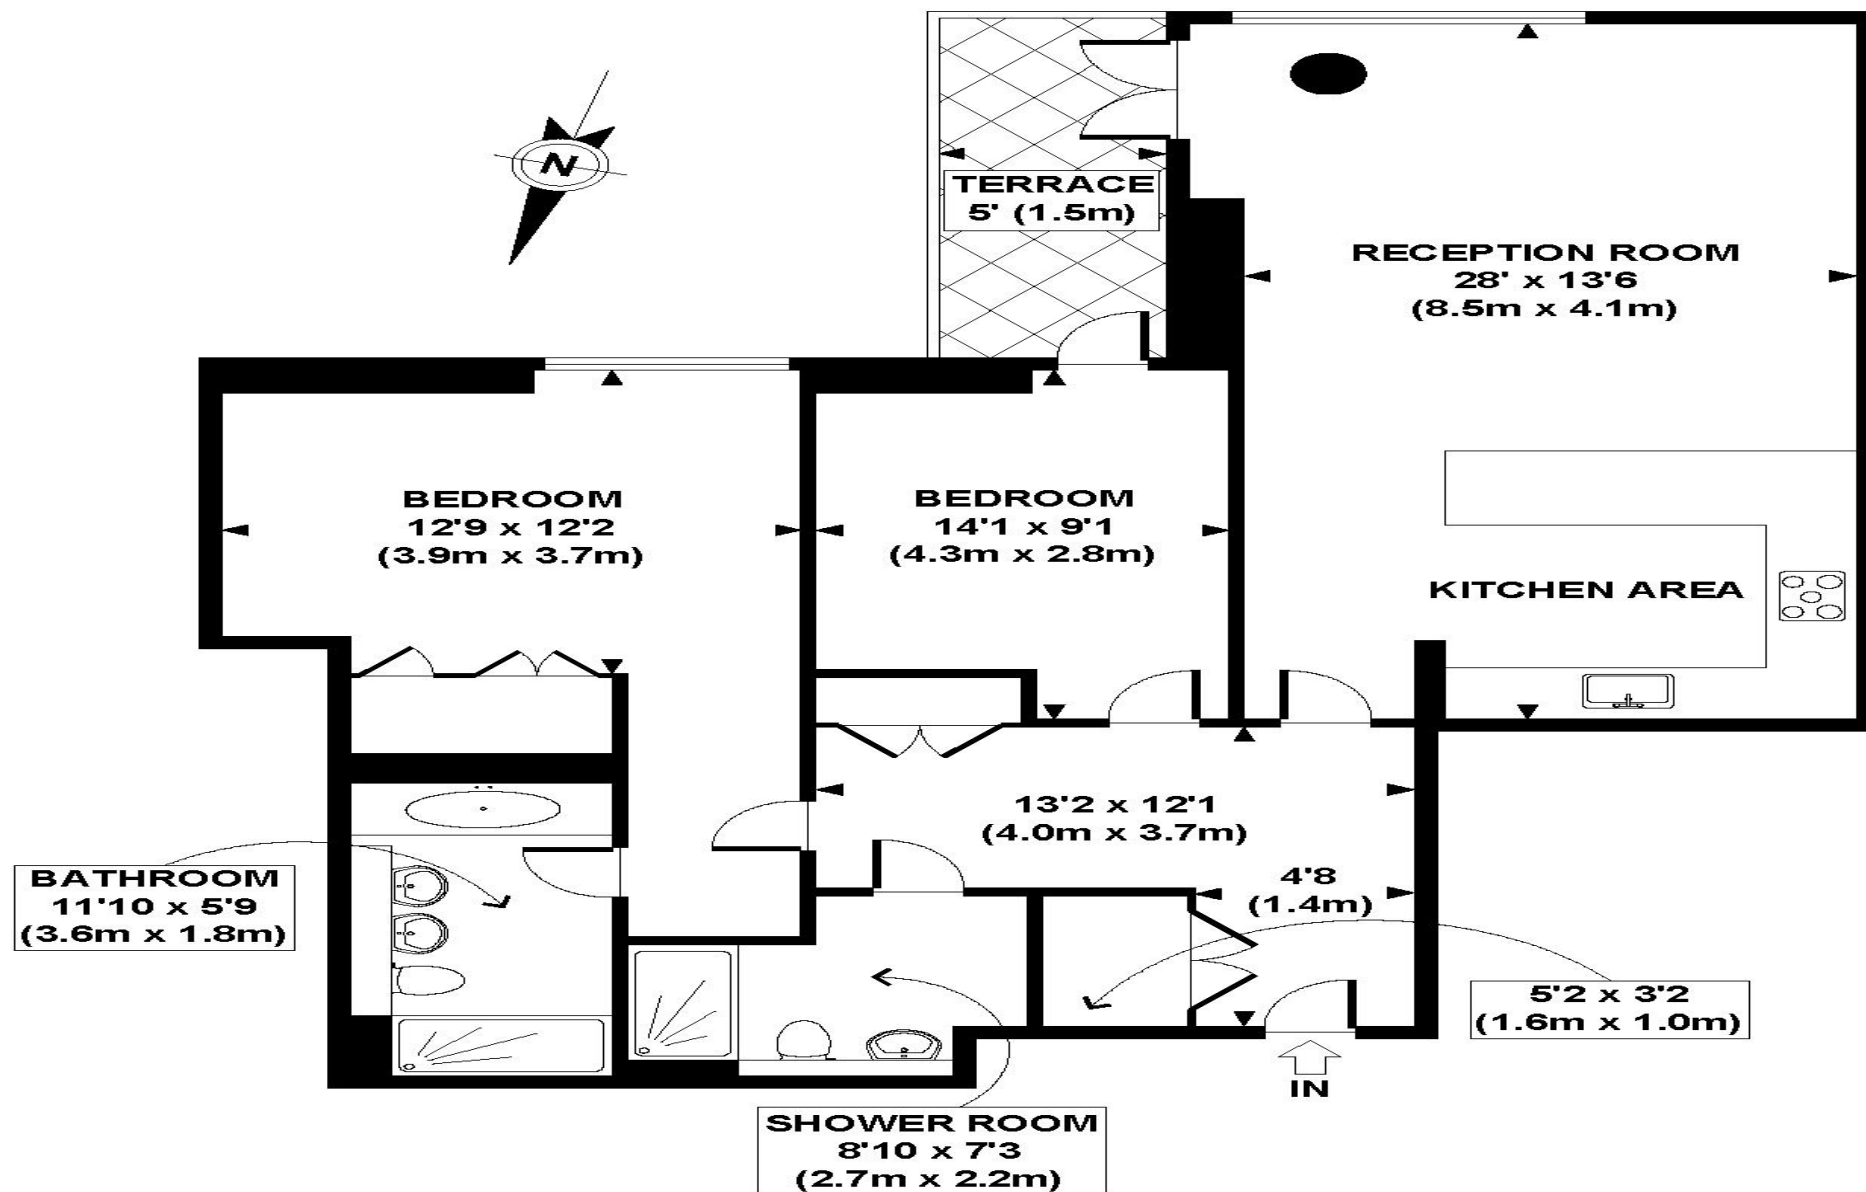 N
TERRACE
5' (1.5m)
RECEPTION ROOM
28' x 13'6
(8.5m x 4.1m)
BEDROOM
12'9 x 12'2
(3.9m x 3.7m)
BEDROOM
14'1 x 9'1
(4.3m x 2.8m)
KITCHEN AREA
13'2 x 12'1
(4.0m x 3.7m)
4'8
(1.4m)
BATHROOM
11'10 x 5'9
(3.6m x 1.8m)
5'2 x 3'2
(1.6m x 1.0m)
IN
SHOWER ROOM
8'10 x 7'3
(2.7m x 2.2m)